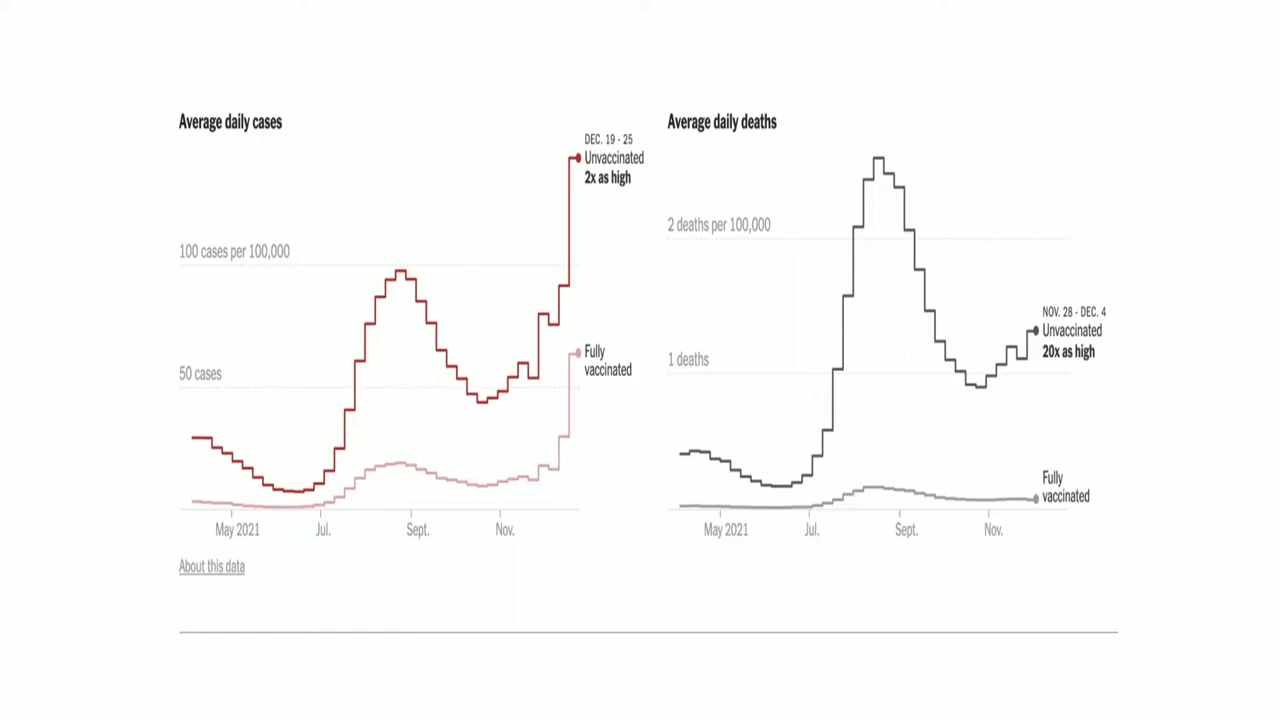 Average daily cases
DEC. 19 - 25
Unvaccinated
2x as high
100 cases per 100,000
Fully
vaccinated
50 cases
May 2021 Jul. Sept. Nov.
About this data
Average daily deaths
2 deaths per 100,000
NOV. 28 - DEC. 4
Unvaccinated
20x as high
1 deaths
Fully
vaccinated
May 2021 Jul. Sept. Nov.